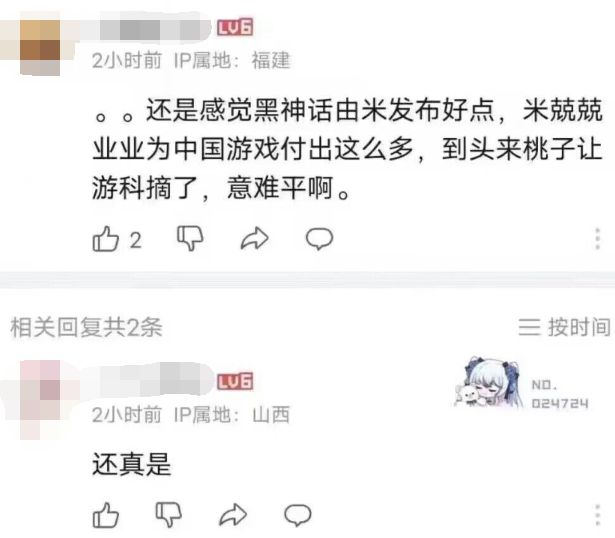 LV6
2小时前 IP属地：福建
。。还是感觉黑神话由米发布好点，米兢兢
业业为中国游戏付出这么多，到头来桃子让
游科摘了，意难平啊。
2
相关回复共2条
按时间
LV6
NO.
024724
2小时前 IP属地：山西
还真是